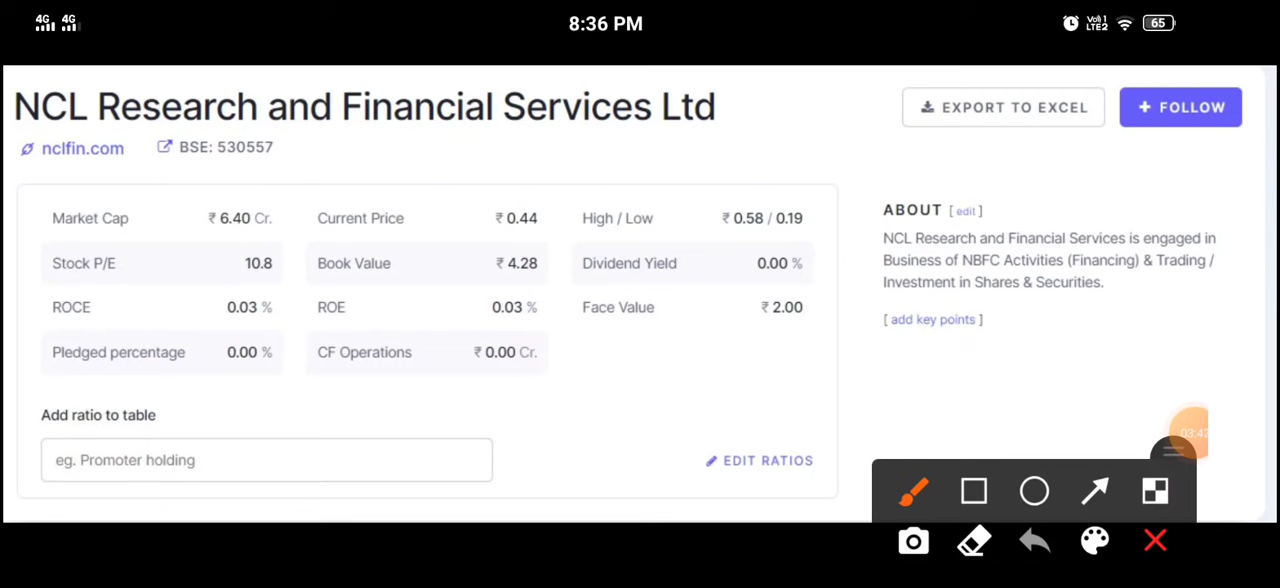 4G 4G 8:36 PM Vo1) 1 LTE2 65
NCL Research and Financial Services Ltd
EXPORT TO EXCEL
+ FOLLOW
nclfin.com BSE: 530557
Market Cap ₹ 6.40 Cr. Current Price ₹ 0.44 High / Low ₹ 0.58 / 0.19
Stock P/E 10.8 Book Value ₹ 4.28 Dividend Yield 0.00 %
ROCE 0.03 % ROE 0.03 % Face Value ₹ 2.00
Pledged percentage 0.00 % CF Operations ₹ 0.00 Cr.
Add ratio to table
eg. Promoter holding
EDIT RATIOS
ABOUT [ edit ]
NCL Research and Financial Services is engaged in
Business of NBFC Activities (Financing) & Trading /
Investment in Shares & Securities.
[ add key points ]